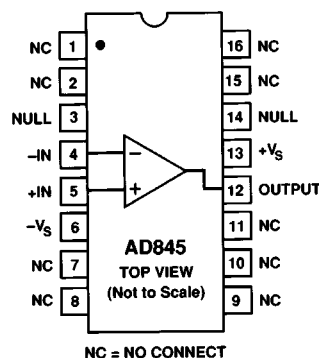 NC 1 16 NC
NC 2 15 NC
NULL 3 14 NULL
–IN 4 – 13 +VS
+IN 5 + 12 OUTPUT
–VS 6 11 NC
AD845
NC 7 TOP VIEW 10 NC
(Not to Scale)
NC 8 9 NC
NC = NO CONNECT